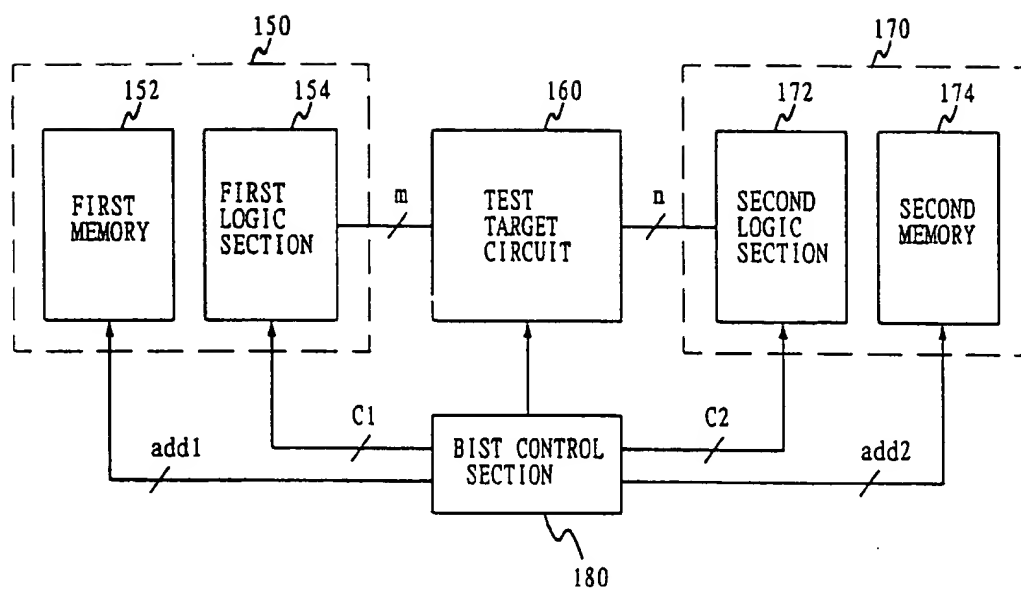 150
170
152
154
160
172
174
FIRST
MEMORY
FIRST
LOGIC
SECTION
m
TEST
TARGET
CIRCUIT
n
SECOND
LOGIC
SECTION
SECOND
MEMORY
C1
C2
add1
add2
BIST CONTROL
SECTION
180